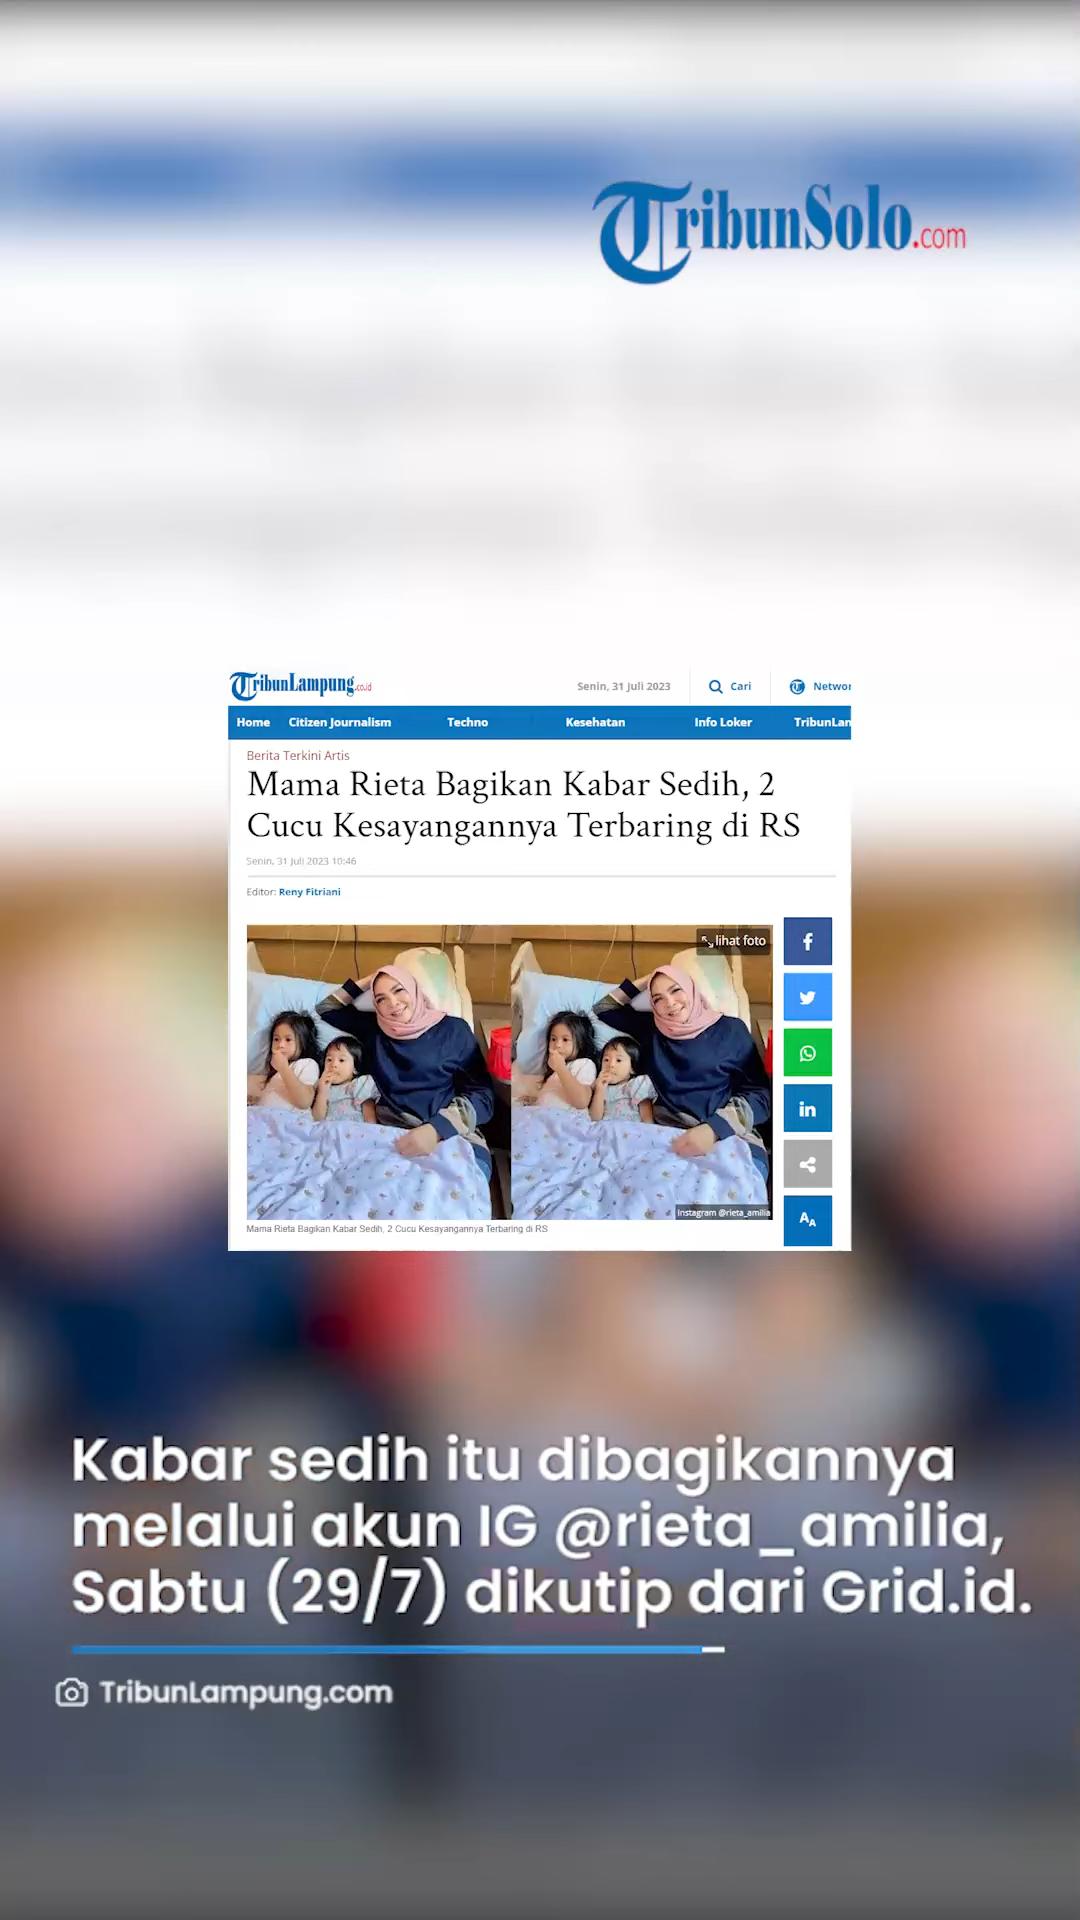 TribunSolo.com
TribunLampung.co.id
Senin, 31 Juli 2023
Cari
Networ
Home
Citizen Journalism
Techno
Kesehatan
Info Loker
TribunLan
Berita Terkini Artis
Mama Rieta Bagikan Kabar Sedih, 2
Cucu Kesayangannya Terbaring di RS
Senin, 31 Juli 2023 10:46
Editor: Reny Fitriani
lihat foto
Instagram @rieta_amilia
Mama Rieta Bagikan Kabar Sedih, 2 Cucu Kesayangannya Terbaring di RS
Kabar sedih itu dibagikannya
melalui akun IG @rieta_amilia,
Sabtu (29/7) dikutip dari Grid.id.
TribunLampung.com